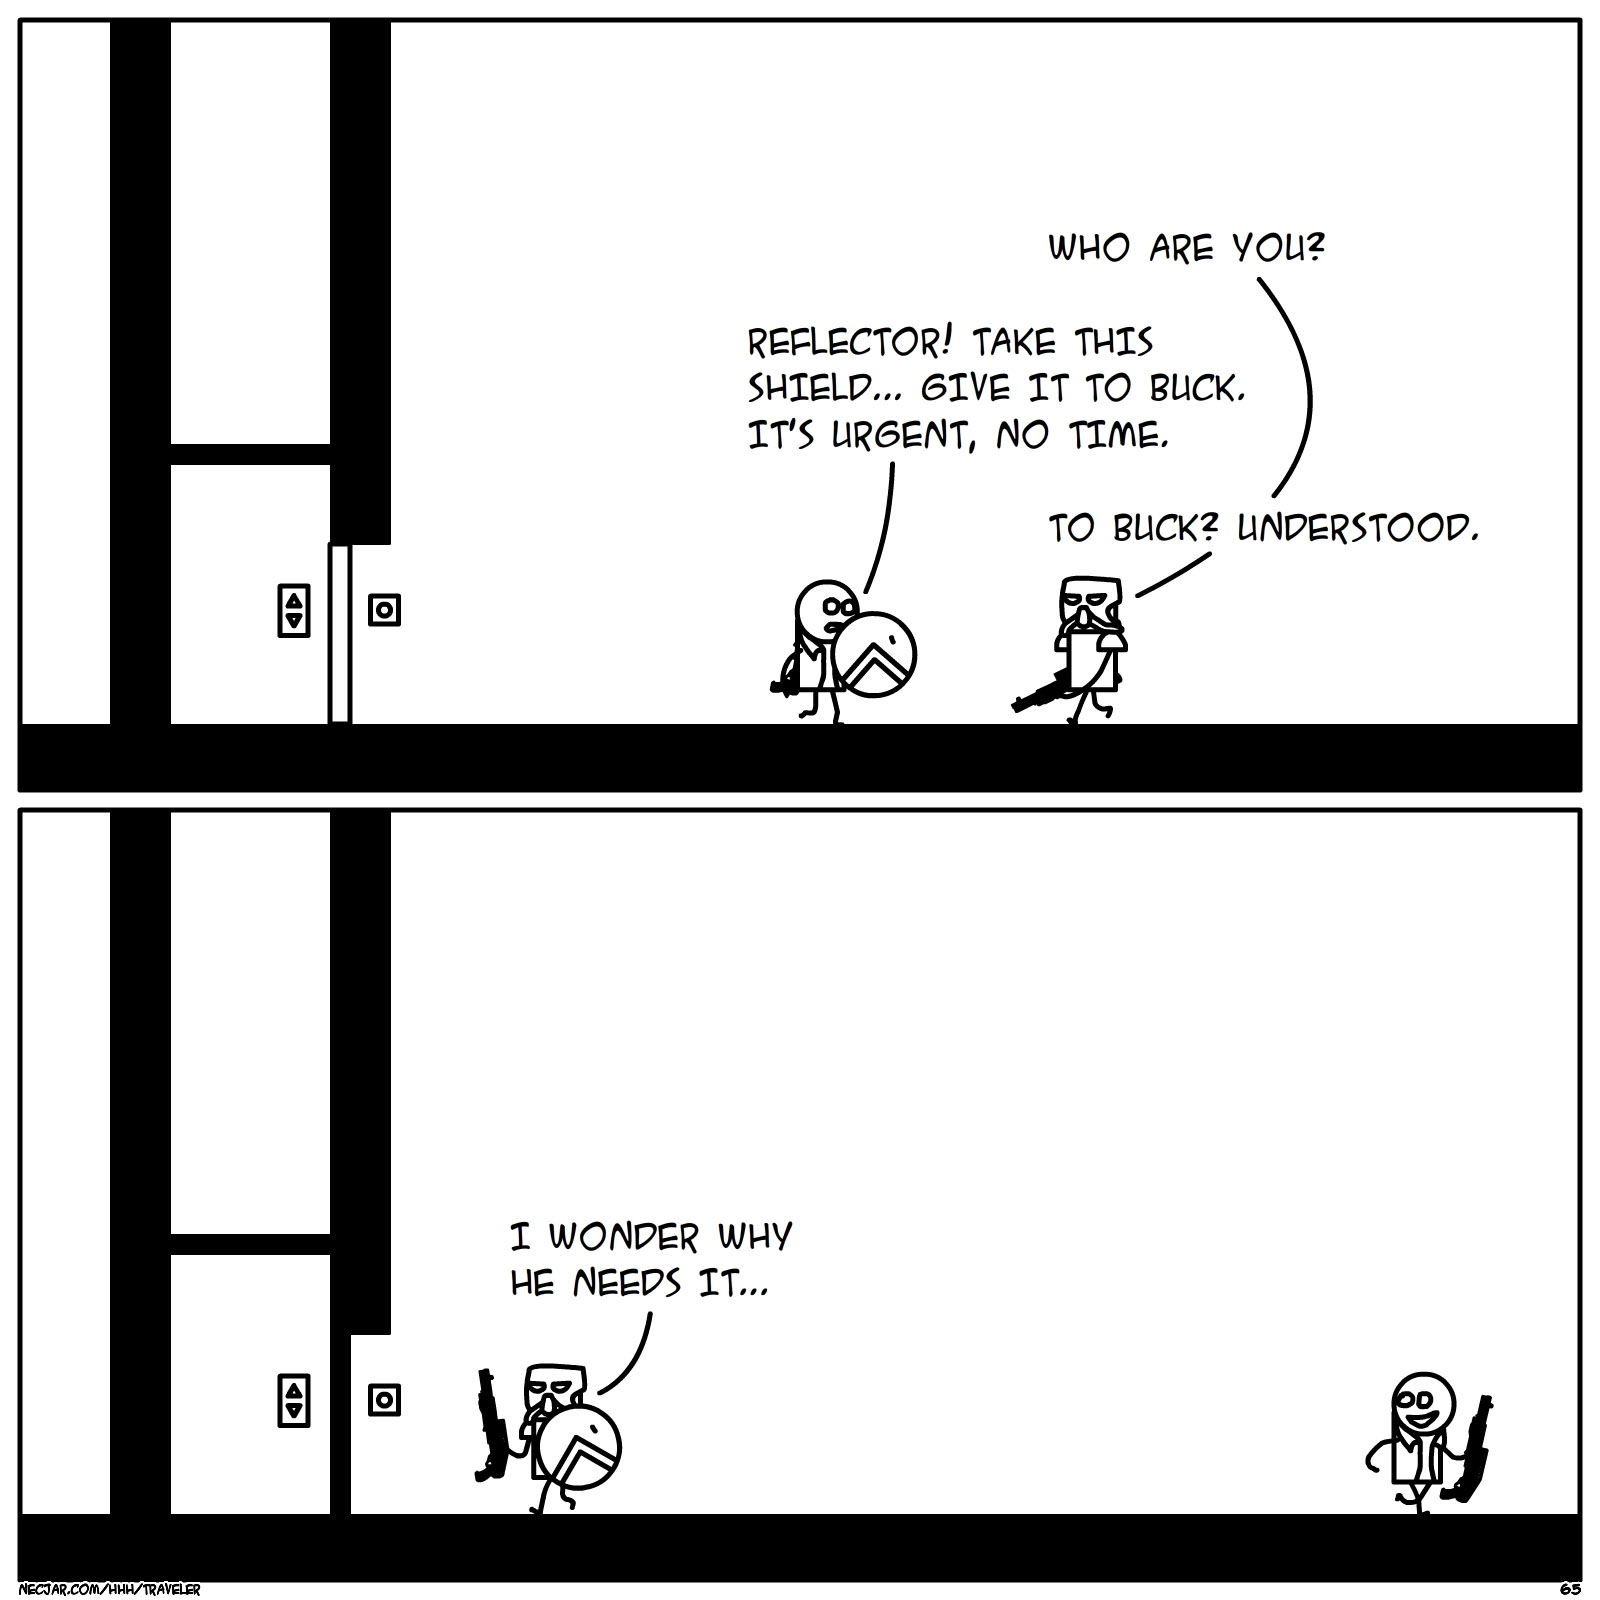 WHO ARE YOU?
REFLECTOR! TAKE THIS
SHIELD... GIVE IT TO BUCK.
IT'S URGENT, NO TIME.
TO BUCK? UNDERSTOOD.
I WONDER WHY
HE NEEDS IT...
NECJAR.COM/HHH/TRAVELER
65